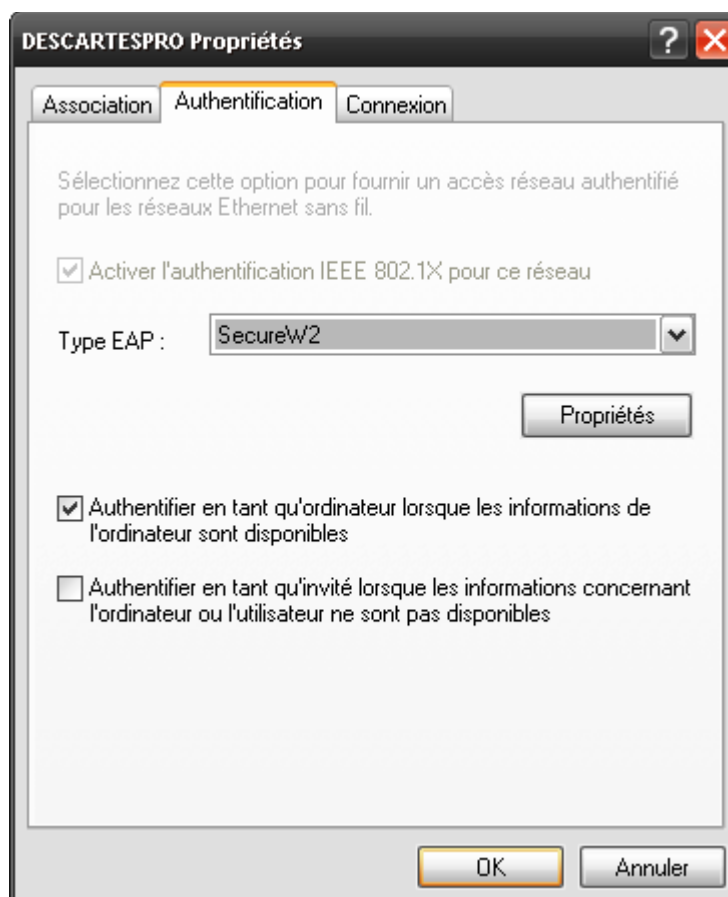 DESCARTESPRO Propriétés
Association
Authentification
Connexion
Sélectionnez cette option pour fournir un accès réseau authentifié
pour les réseaux Ethernet sans fil.
Activer l'authentification IEEE 802.1X pour ce réseau
Type EAP :
SecureW2
Propriétés
Authentifier en tant qu'ordinateur lorsque les informations de
l'ordinateur sont disponibles
Authentifier en tant qu'invité lorsque les informations concernant
l'ordinateur ou l'utilisateur ne sont pas disponibles
OK
Annuler